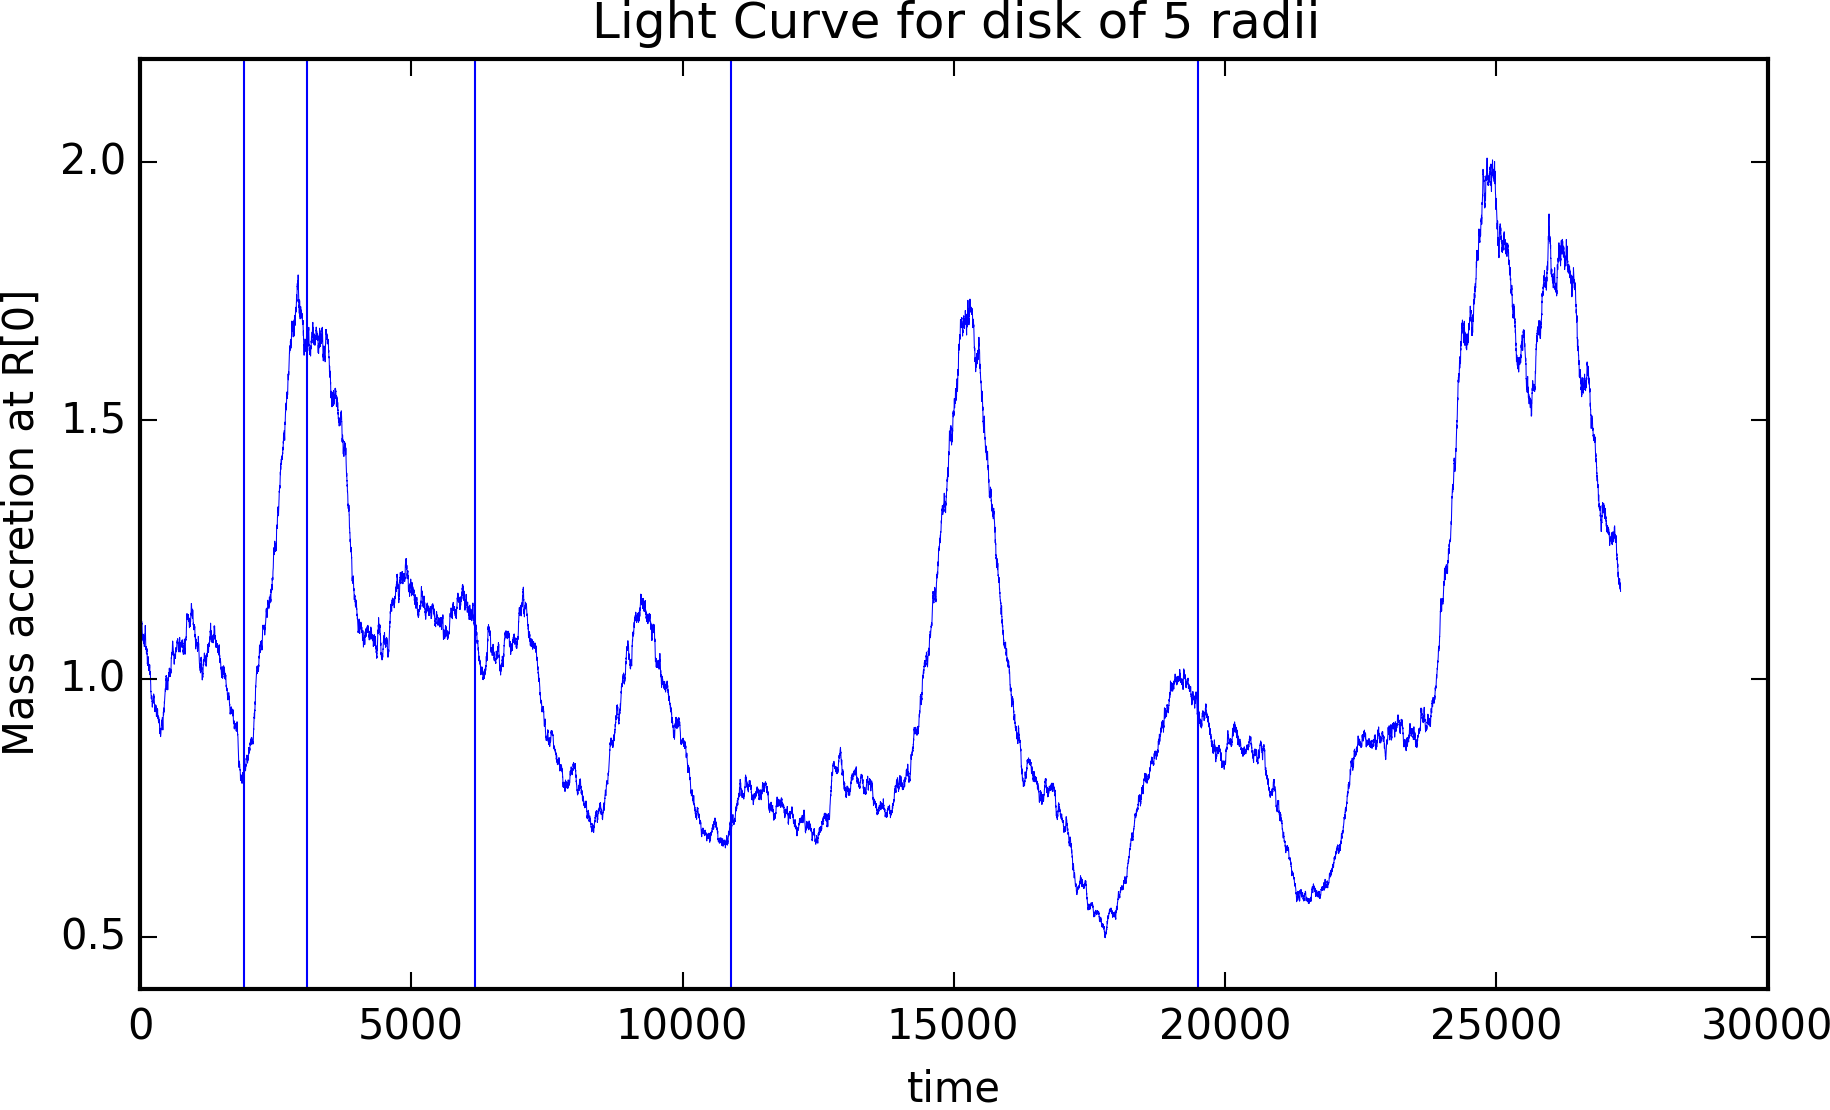 Light Curve for disk of 5 radii
Mass accretion at R[0]
2.0
1.5
1.0
0.5
0 5000 10000 15000 20000 25000 30000
time